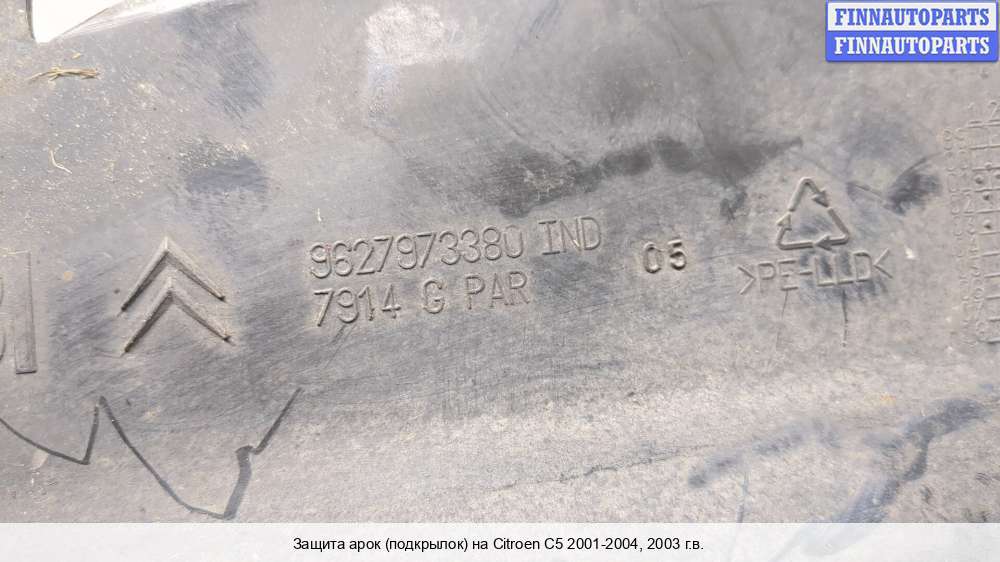 FINNAUTOPARTS
FINNAUTOPARTS
9627973380 IND
7914 G PAR
05
>PE-LLD<
Защита арок (подкрылок) на Citroen C5 2001-2004, 2003 г.в.